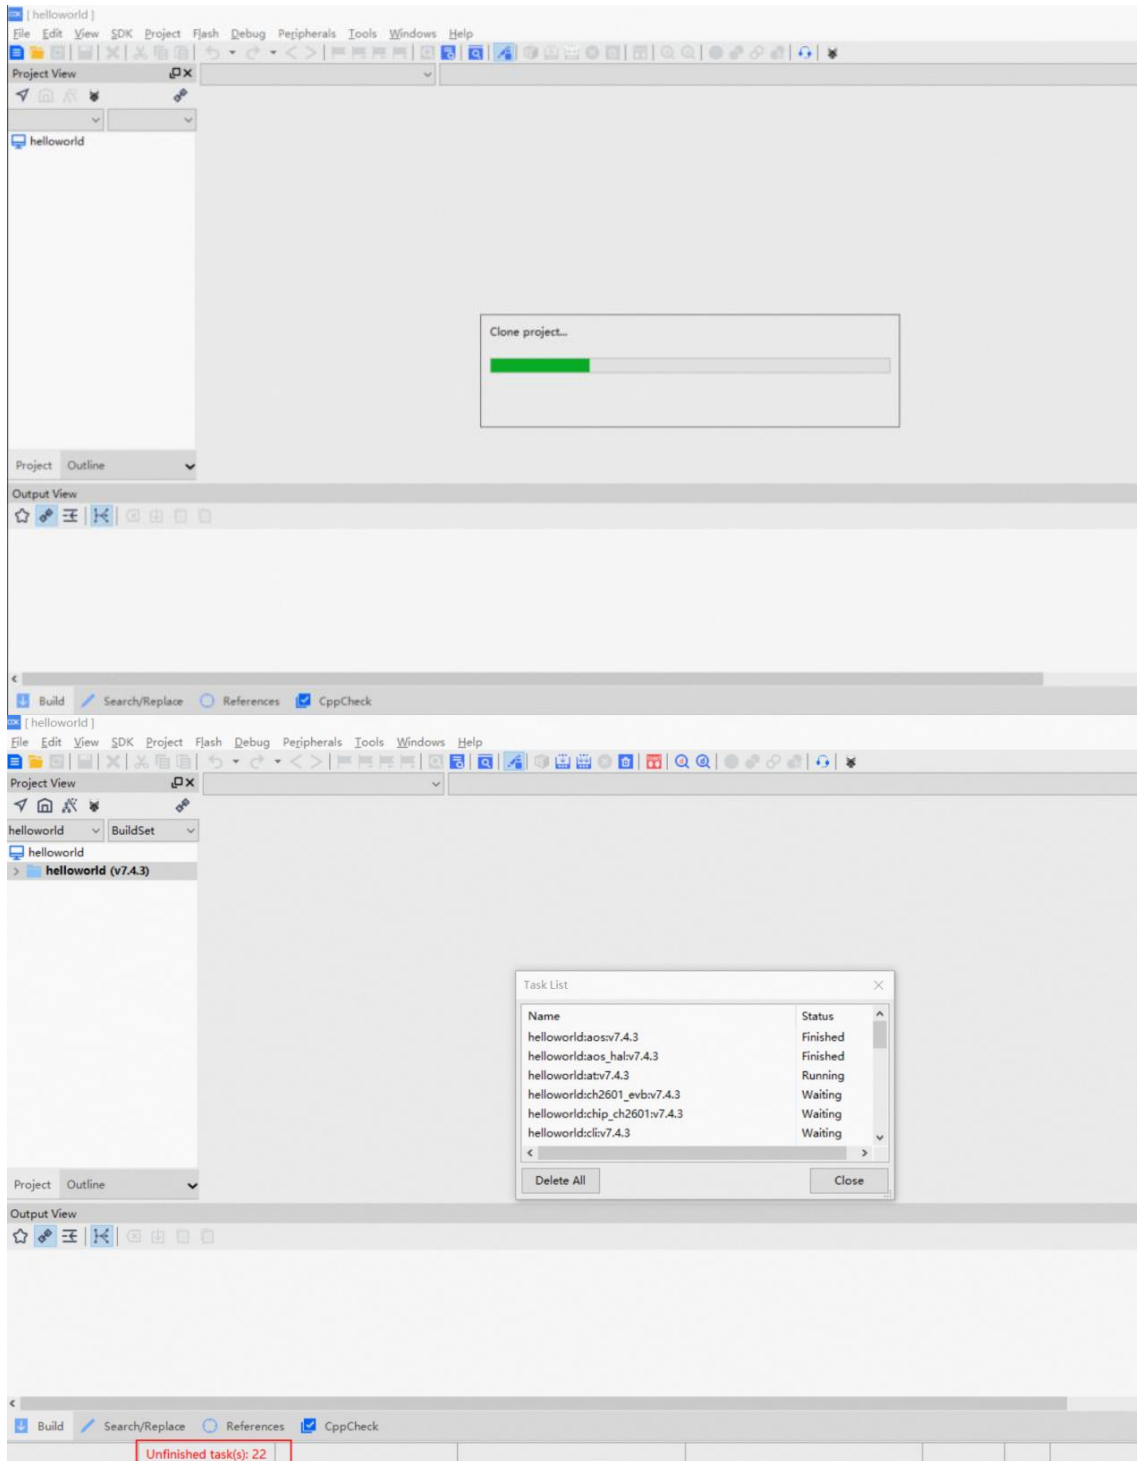 [ helloworld ]
File Edit View SDK Project Flash Debug Peripherals Tools Windows Help
Project View
helloworld
Clone project...
Project Outline
Output View
Build Search/Replace References CppCheck
[ helloworld ]
File Edit View SDK Project Flash Debug Peripherals Tools Windows Help
Project View
helloworld BuildSet
helloworld
helloworld (v7.4.3)
Task List
Name Status
helloworld:aos:v7.4.3 Finished
helloworld:aos_hal:v7.4.3 Finished
helloworld:at:v7.4.3 Running
helloworld:ch2601_evb:v7.4.3 Waiting
helloworld:chip_ch2601:v7.4.3 Waiting
helloworld:cli:v7.4.3 Waiting
Delete All Close
Project Outline
Output View
Build Search/Replace References CppCheck
Unfinished task(s): 22